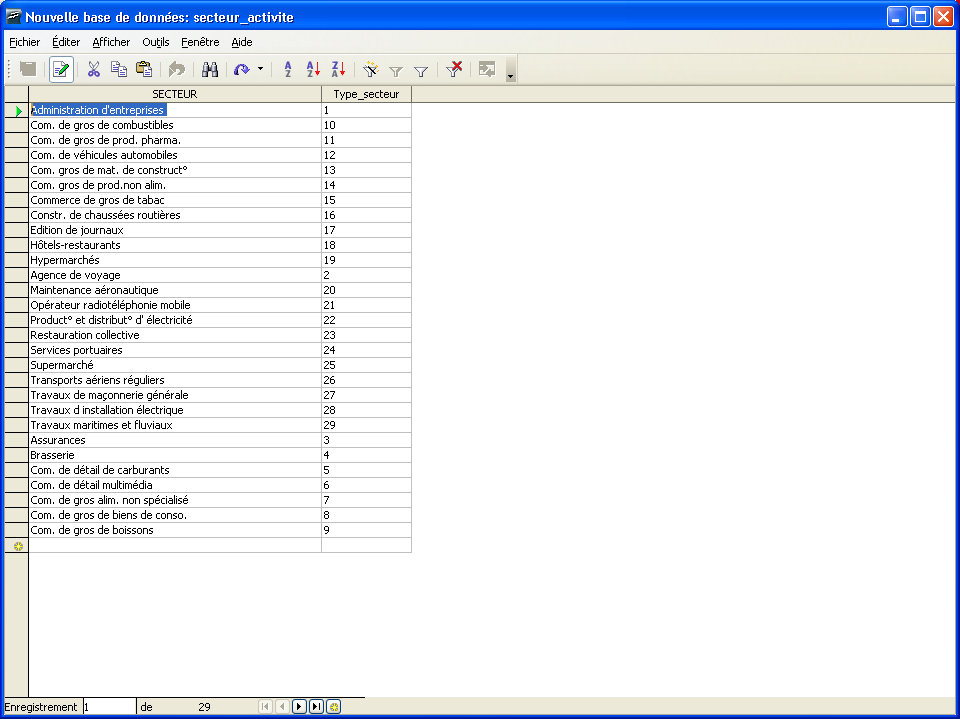 Nouvelle base de données: secteur_activite
Fichier Éditer Afficher Outils Fenêtre Aide
SECTEUR Type_secteur
Administration d'entreprises 1
Com. de gros de combustibles 10
Com. de gros de prod. pharma. 11
Com. de véhicules automobiles 12
Com. gros de mat. de construct° 13
Com. gros de prod.non alim. 14
Commerce de gros de tabac 15
Constr. de chaussées routières 16
Edition de journaux 17
Hôtels-restaurants 18
Hypermarchés 19
Agence de voyage 2
Maintenance aéronautique 20
Opérateur radiotéléphonie mobile 21
Product° et distribut° d' électricité 22
Restauration collective 23
Services portuaires 24
Supermarché 25
Transports aériens réguliers 26
Travaux de maçonnerie générale 27
Travaux d installation électrique 28
Travaux maritimes et fluviaux 29
Assurances 3
Brasserie 4
Com. de détail de carburants 5
Com. de détail multimédia 6
Com. de gros alim. non spécialisé 7
Com. de gros de biens de conso. 8
Com. de gros de boissons 9
Enregistrement 1 de 29